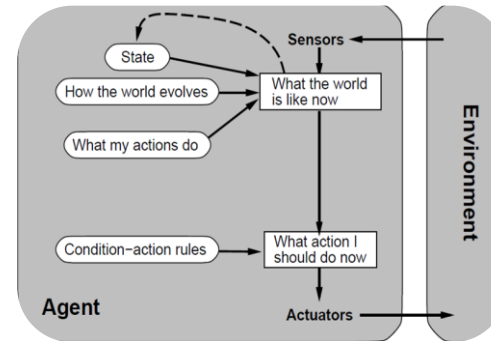 Sensors
State
How the world evolves
What the world
is like now
What my actions do
Condition−action rules
What action I
should do now
Agent
Actuators
Environment